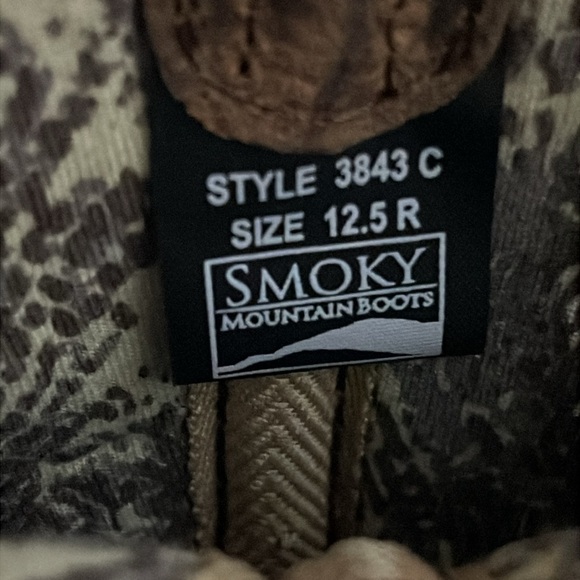 STYLE 3843 C
SIZE 12.5 R
SMOKY
MOUNTAIN BOOTS